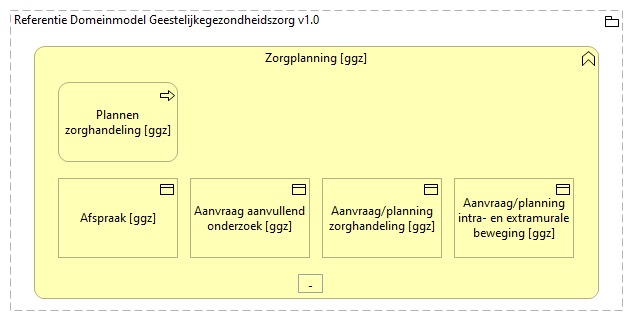 Referentie Domeinmodel Geestelijkegezondheidszorg v1.0
Zorgplanning [ggz]
Plannen
zorghandeling [ggz]
Afspraak [ggz]
Aanvraag aanvullend
onderzoek [ggz]
Aanvraag/planning
zorghandeling [ggz]
Aanvraag/planning
intra- en extramurale
beweging [ggz]
-